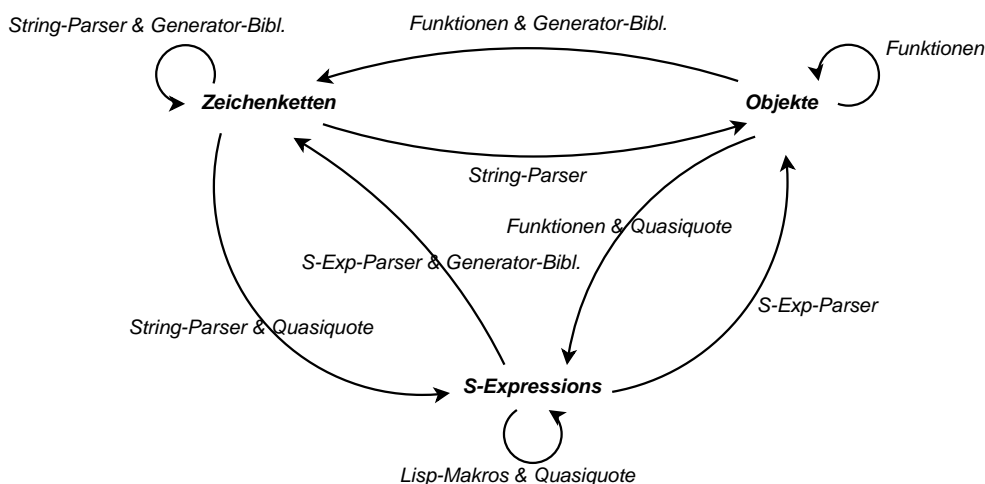 String-Parser & Generator-Bibl.
Funktionen & Generator-Bibl.
Funktionen
Zeichenketten
Objekte
String-Parser
Funktionen & Quasiquote
S-Exp-Parser & Generator-Bibl.
S-Exp-Parser
String-Parser & Quasiquote
S-Expressions
Lisp-Makros & Quasiquote